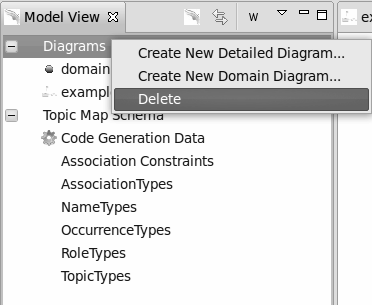 Model View
w
ex
Diagrams
Create New Detailed Diagram...
domain
Create New Domain Diagram...
example
Delete
Topic Map Schema
Code Generation Data
Association Constraints
AssociationTypes
NameTypes
OccurrenceTypes
RoleTypes
TopicTypes